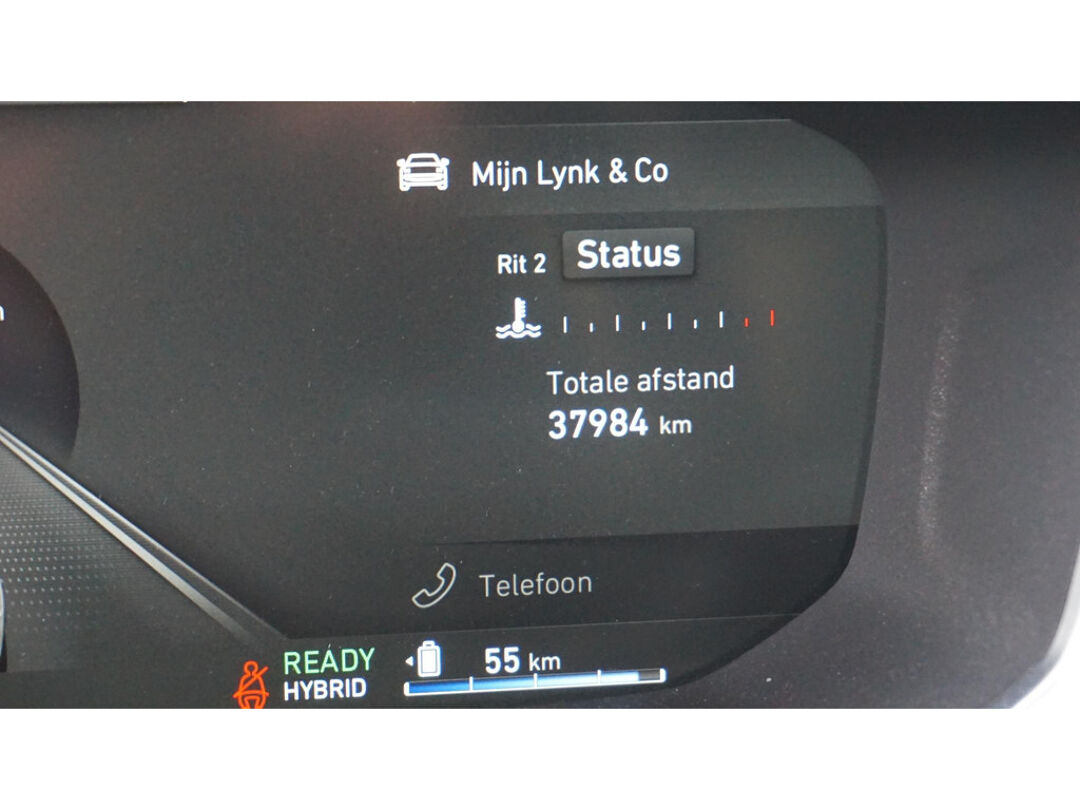 Mijn Lynk & Co
Rit 2 Status
Totale afstand
37984 km
Telefoon
READY
HYBRID
55 km